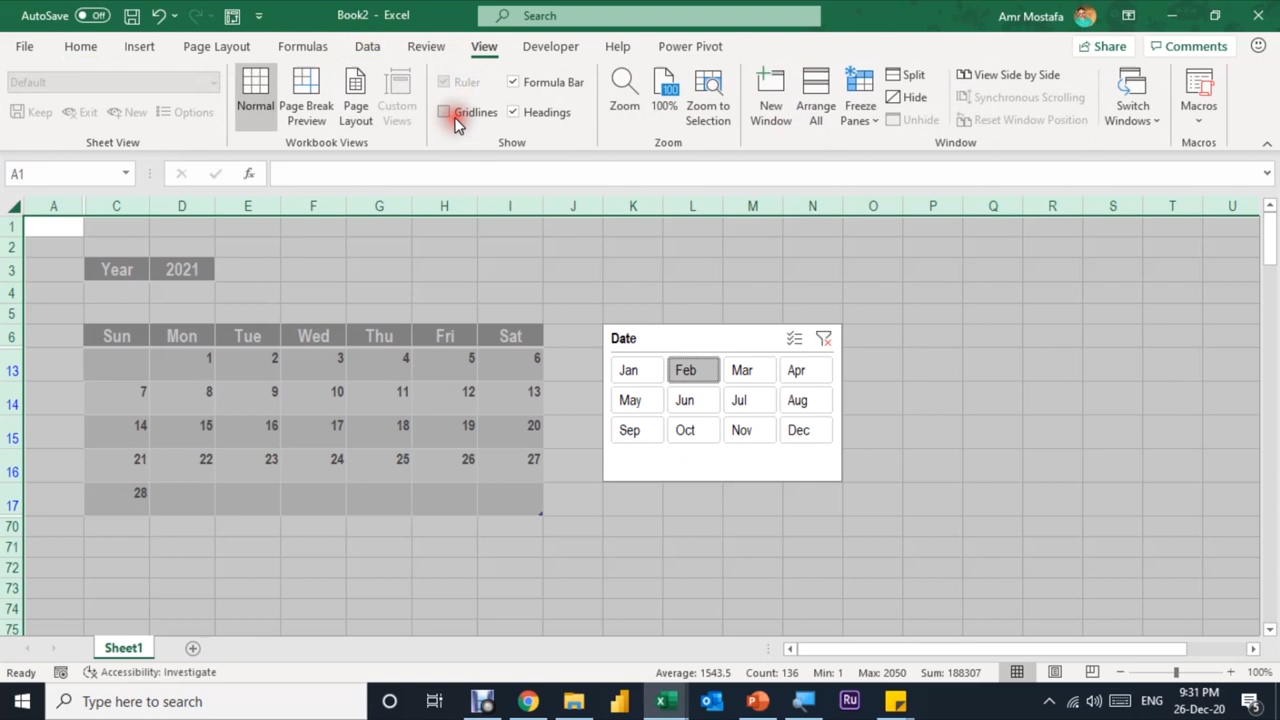 AutoSave Off Book2 - Excel Search Amr Mostafa
File Home Insert Page Layout Formulas Data Review View Developer Help Power Pivot Share Comments
Default
Keep Exit New Options
Sheet View
Normal Page Break Preview Page Layout Custom Views
Workbook Views
Ruler Formula Bar
Gridlines Headings
Show
Zoom 100 100% Zoom to Selection
Zoom
New Window Arrange All Freeze Panes
Split
Hide
Unhide
View Side by Side
Synchronous Scrolling
Reset Window Position
Switch Windows
Window
Macros
Macros
A1 fx
A C D E F G H I J K L M N O P Q R S T U
1
2
3 Year 2021
4
5
6 Sun Mon Tue Wed Thu Fri Sat
13 1 2 3 4 5 6
14 7 8 9 10 11 12 13
15 14 15 16 17 18 19 20
16 21 22 23 24 25 26 27
17 28
70
71
72
73
74
75
Date
Jan Feb Mar Apr
May Jun Jul Aug
Sep Oct Nov Dec
Sheet1
Ready Accessibility: Investigate Average: 1543.5 Count: 136 Min: 1 Max: 2050 Sum: 188307 100%
Type here to search Ru ENG 9:31 PM
26-Dec-20 5